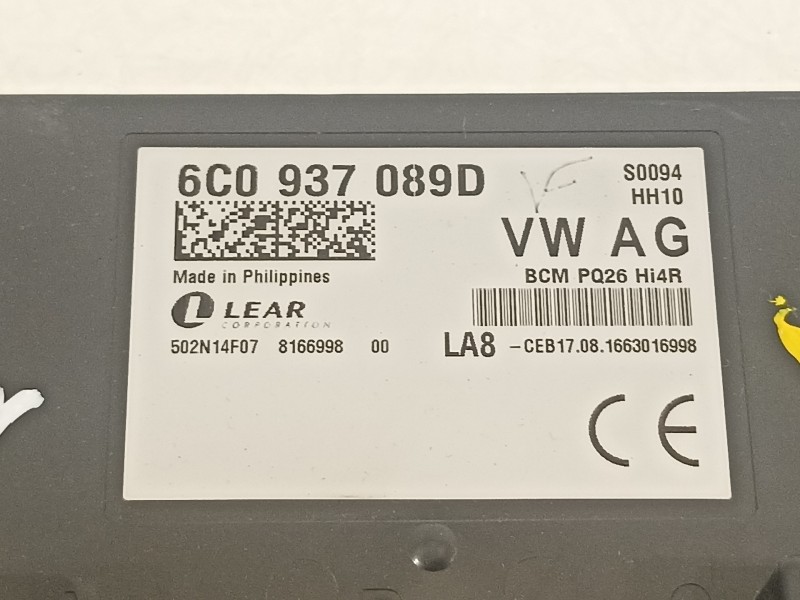 6C0 937 089D
S0094
HH10
VW AG
Made in Philippines
BCM PQ26 Hi4R
LEAR
CORPORATION
502N14F07 8166998 00
LA8 -CEB17.08.1663016998
CE